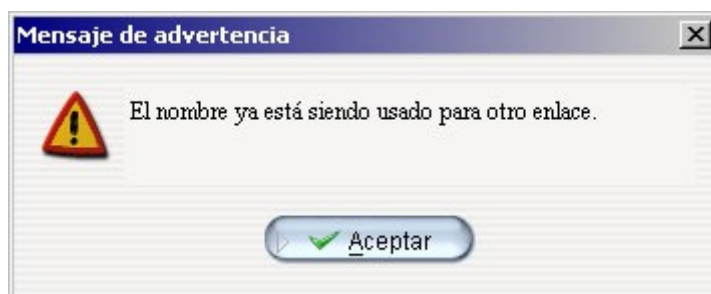 Mensaje de advertencia
El nombre ya está siendo usado para otro enlace.
Aceptar